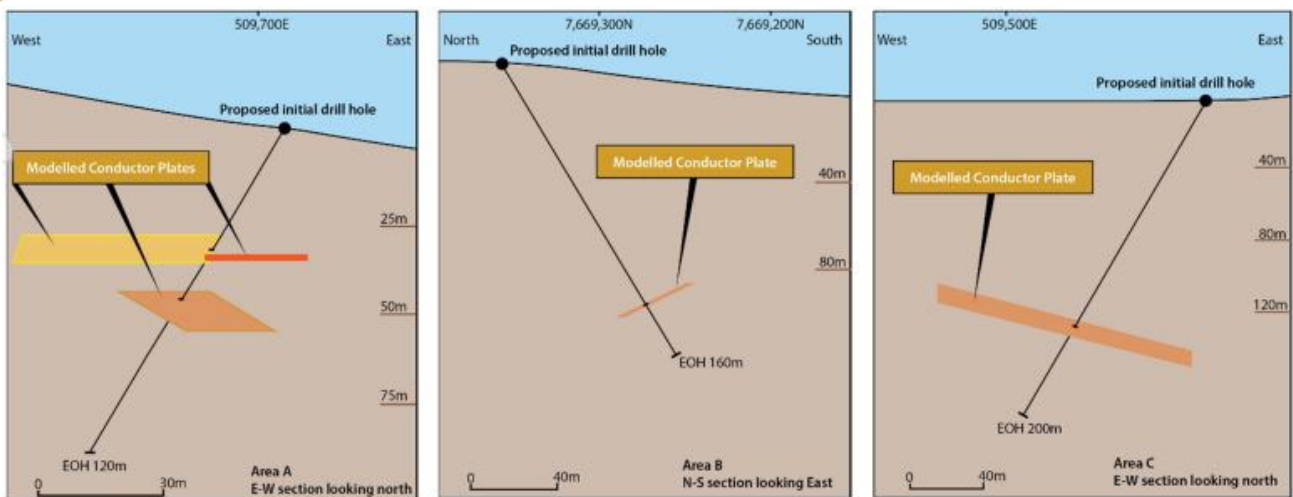 509,700E
West
East
Proposed initial drill hole
Modelled Conductor Plates
25m
50m
75m
EOH 120m
0
30m
Area A
E-W section looking north
7,669,300N
7,669,200N
North
South
Proposed initial drill hole
Modelled Conductor Plate
40m
80m
EOH 160m
0
40m
Area B
N-S section looking East
509,500E
West
East
Proposed initial drill hole
40m
Modelled Conductor Plate
80m
120m
EOH 200m
0
40m
Area C
E-W section looking north